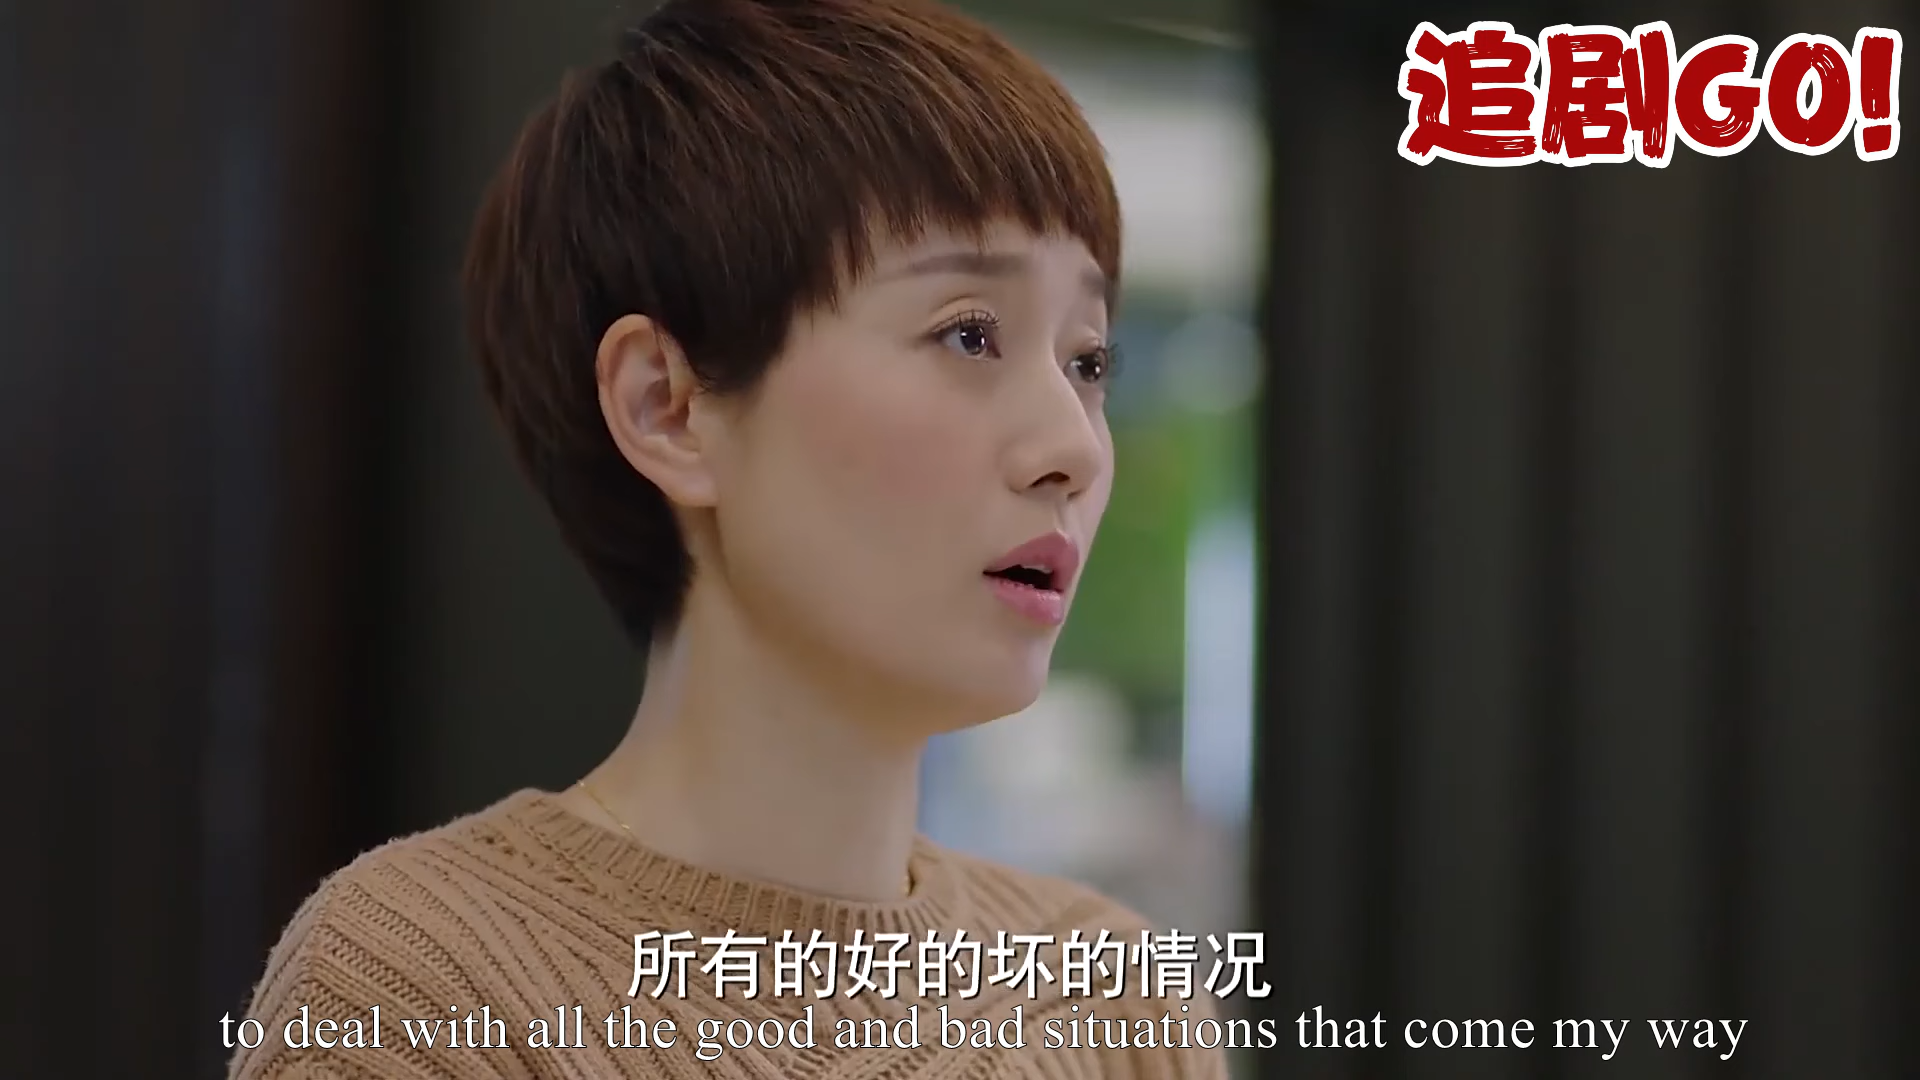 追剧GO!
所有的好的坏的情况
to deal with all the good and bad situations that come my way